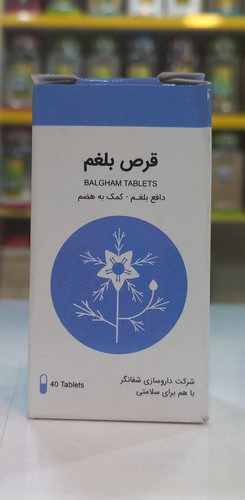 قرص بلغم
BALGHAM TABLETS
دافع بلغم - کمک به هضم
شرکت داروسازی شفانگر
با هم برای سلامتی
40 Tablets